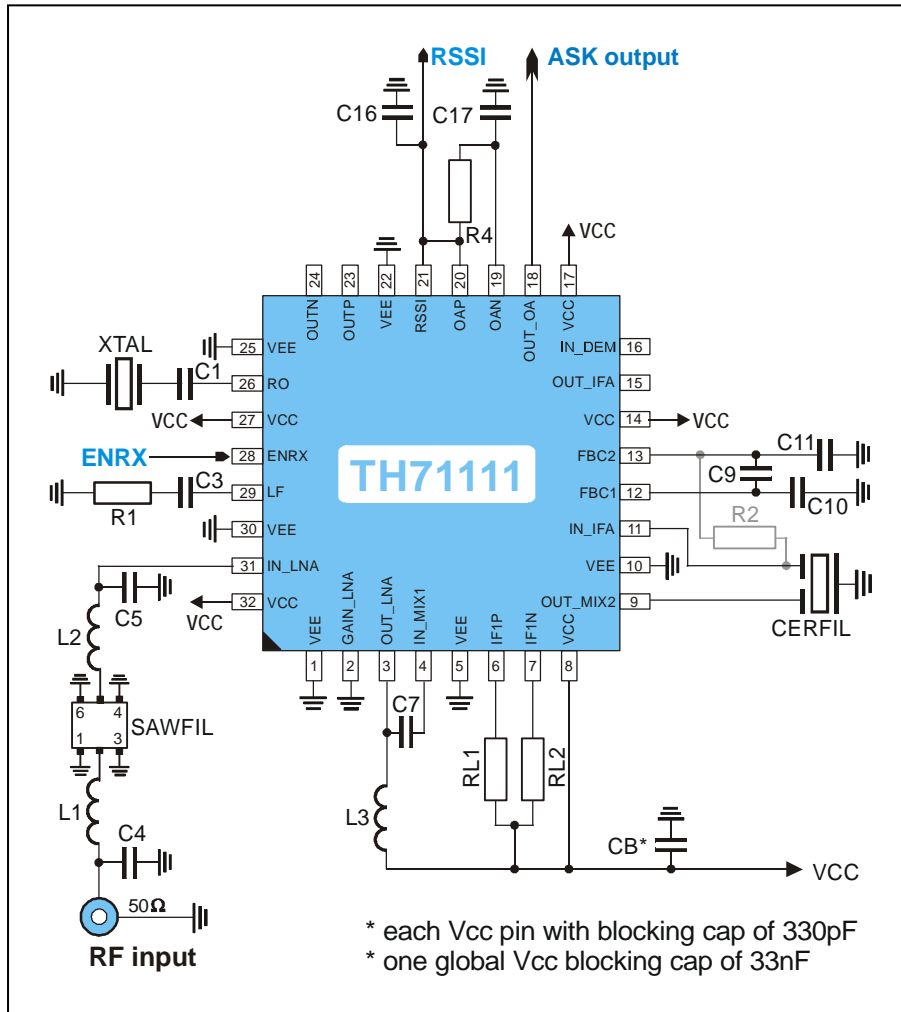 RSSI ASK output
C16 C17
R4 VCC
24 23 22 21 20 19 18 17
OUTN OUTP VEE RSSI OAP OAN OUT_OA VCC
XTAL C1
25 VEE
26 RO
VCC 27 VCC
ENRX 28 ENRX
C3 R1
29 LF
30 VEE
31 IN_LNA
C5
VCC 32 VCC
TH71111
IN_DEM 16
OUT_IFA 15
VCC 14 VCC
FBC2 13 C11
C9
FBC1 12 C10
R2
IN_IFA 11
VEE 10
OUT_MIX2 9
CERFIL
VEE GAIN_LNA OUT_LNA IN_MIX1 VEE IF1P IF1N VCC
1 2 3 4 5 6 7 8
L2
6 4
1 3
SAWFIL
C7
RL1 RL2
L1
L3
C4
CB*
VCC
50Ω
RF input
* each Vcc pin with blocking cap of 330pF
* one global Vcc blocking cap of 33nF